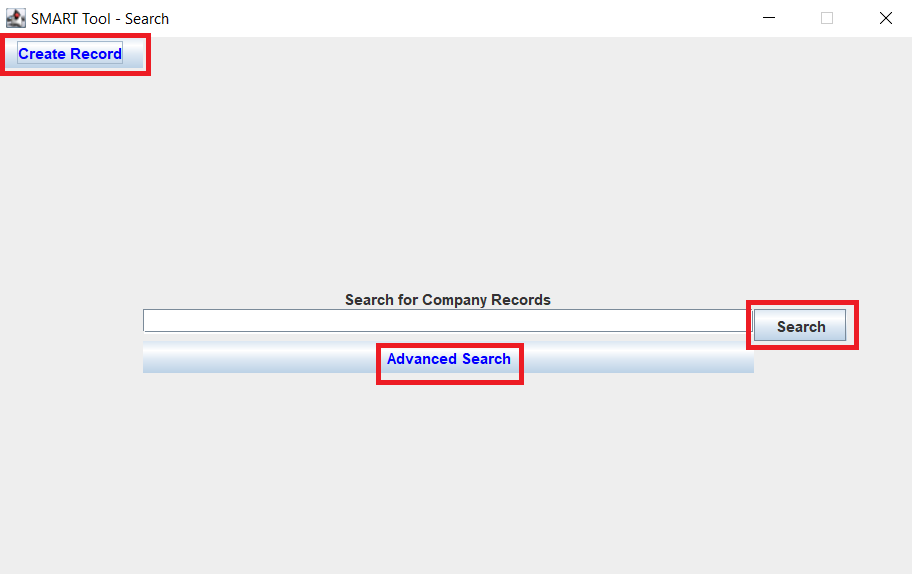 SMART Tool - Search
Create Record
Search for Company Records
Search
Advanced Search